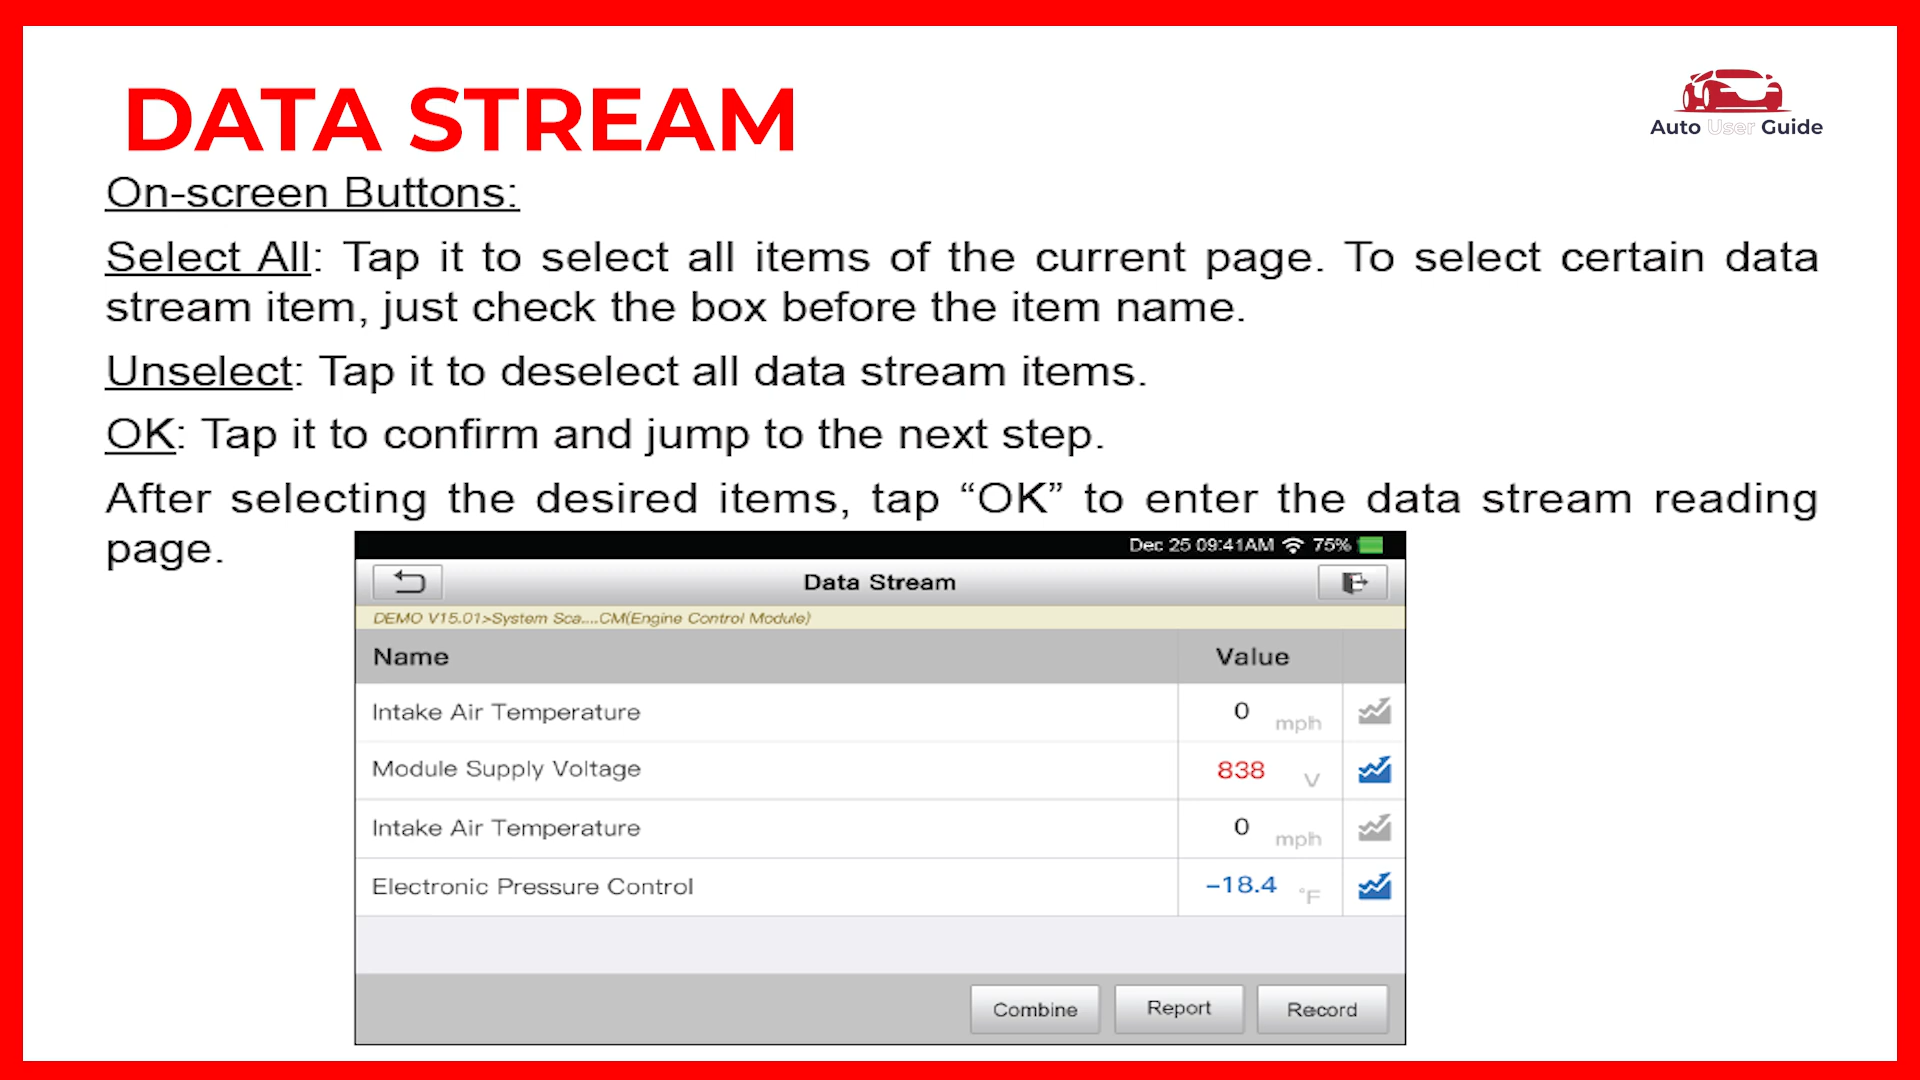 DATA STREAM
Auto User Guide
On-screen Buttons:
Select All: Tap it to select all items of the current page. To select certain data
stream item, just check the box before the item name.
Unselect: Tap it to deselect all data stream items.
OK: Tap it to confirm and jump to the next step.
After selecting the desired items, tap “OK” to enter the data stream reading
page.
Dec 25 09:41AM 75%
Data Stream
DEMO V15.01>System Sca....CM(Engine Control Module)
Name Value
Intake Air Temperature 0 mph
Module Supply Voltage 838 V
Intake Air Temperature 0 mph
Electronic Pressure Control -18.4 °F
Combine Report Record